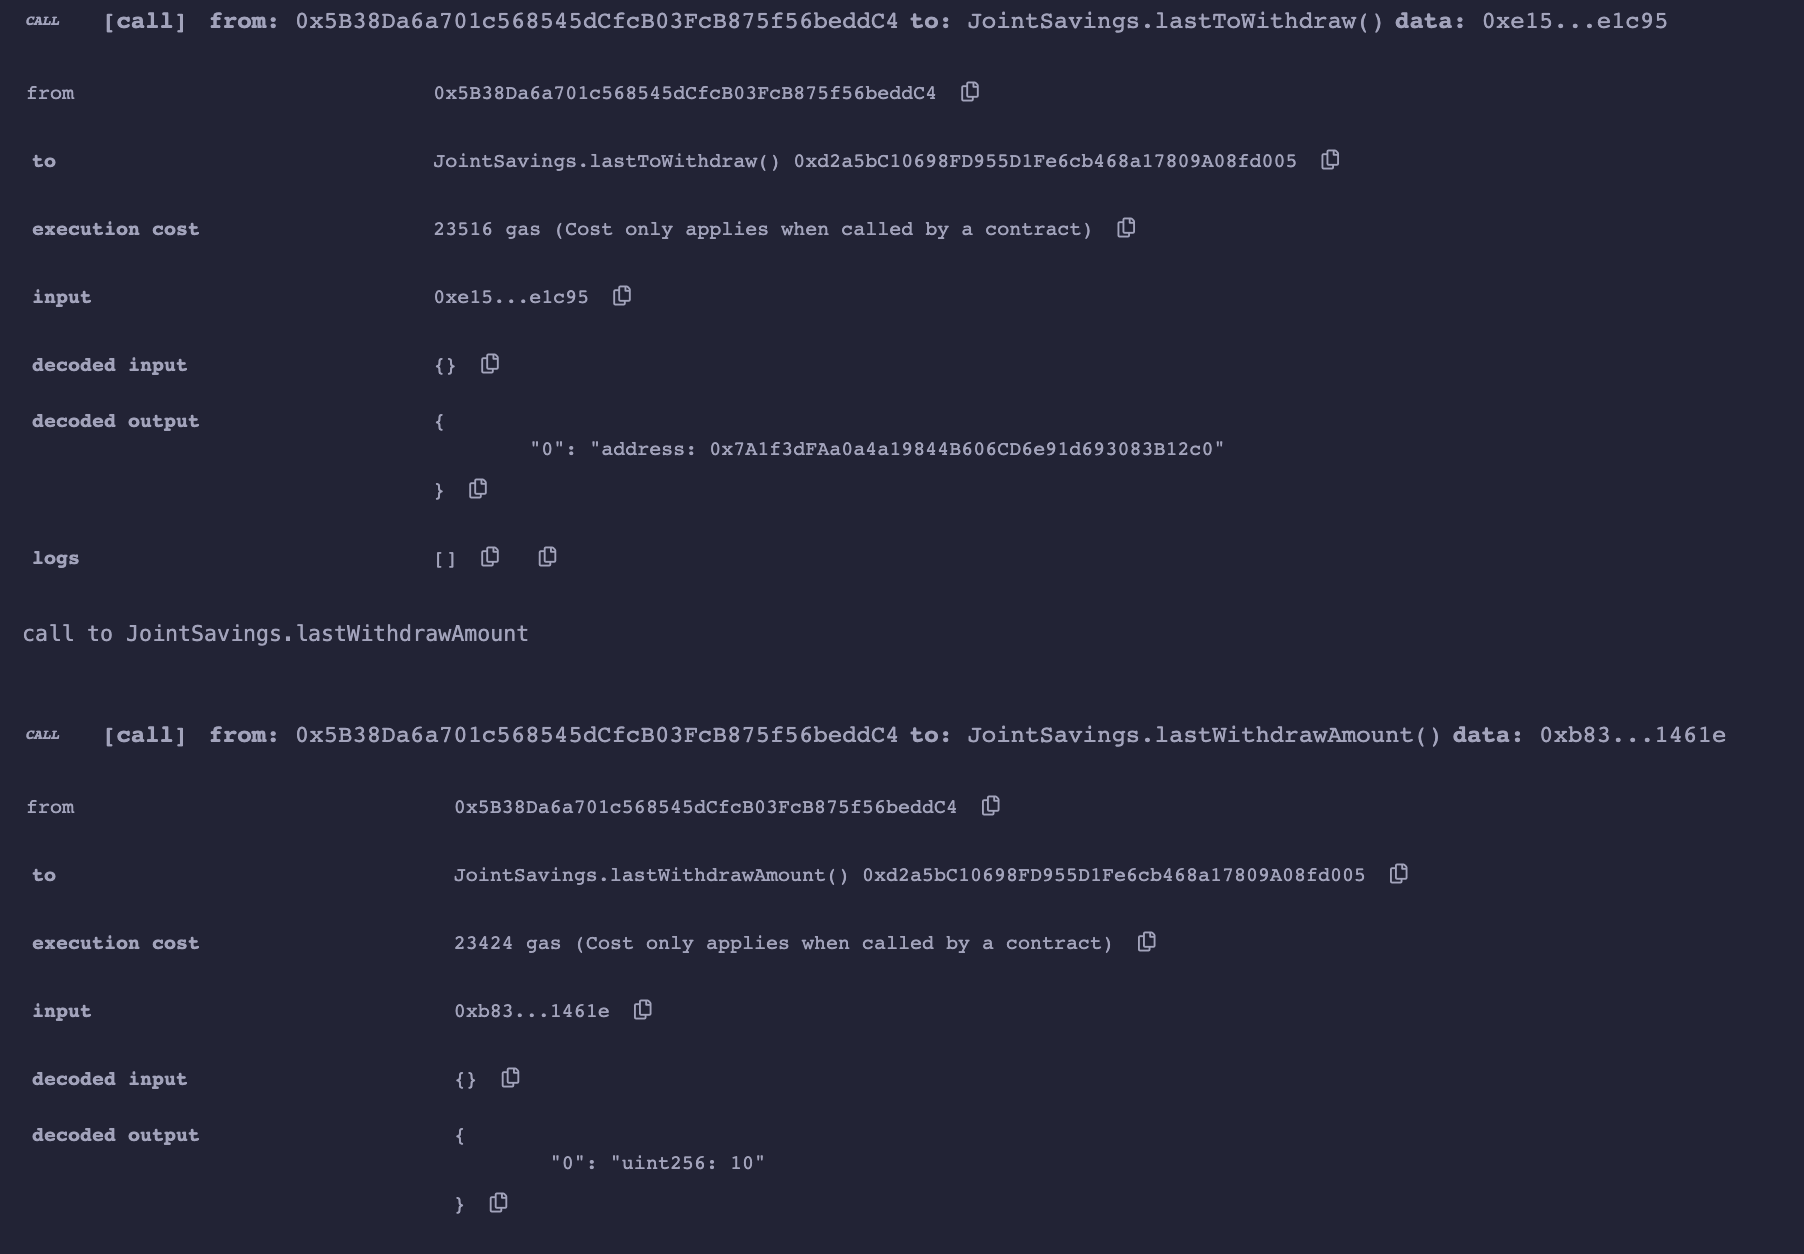 CALL [call] from: 0x5B38Da6a701c568545dCfcB03FcB875f56beddC4 to: JointSavings.lastToWithdraw() data: 0xe15...e1c95
from 0x5B38Da6a701c568545dCfcB03FcB875f56beddC4
to JointSavings.lastToWithdraw() 0xd2a5bC10698FD955D1Fe6cb468a17809A08fd005
execution cost 23516 gas (Cost only applies when called by a contract)
input 0xe15...e1c95
decoded input {}
decoded output {
"0": "address: 0x7A1f3dFAa0a4a19844B606CD6e91d693083B12c0"
}
logs []
call to JointSavings.lastWithdrawAmount
CALL [call] from: 0x5B38Da6a701c568545dCfcB03FcB875f56beddC4 to: JointSavings.lastWithdrawAmount() data: 0xb83...1461e
from 0x5B38Da6a701c568545dCfcB03FcB875f56beddC4
to JointSavings.lastWithdrawAmount() 0xd2a5bC10698FD955D1Fe6cb468a17809A08fd005
execution cost 23424 gas (Cost only applies when called by a contract)
input 0xb83...1461e
decoded input {}
decoded output {
"0": "uint256: 10"
}